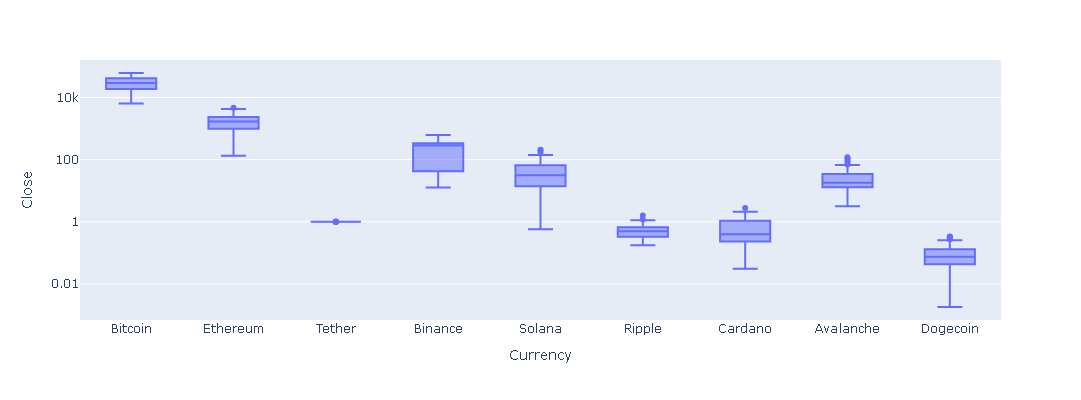 10k
100
1
0.01
Close
Bitcoin Ethereum Tether Binance Solana Ripple Cardano Avalanche Dogecoin
Currency